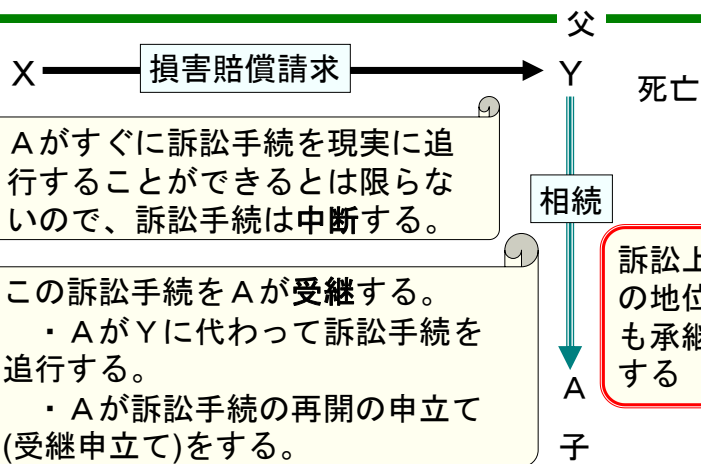 父
X
損害賠償請求
Y
死亡
Aがすぐに訴訟手続を現実に追
行することができるとは限らな
いので、訴訟手続は中断する。
相続
この訴訟手続をAが受継する。
・AがYに代わって訴訟手続を
追行する。
・Aが訴訟手続の再開の申立て
(受継申立て)をする。
訴訟上
の地位
も承継
する
A
子